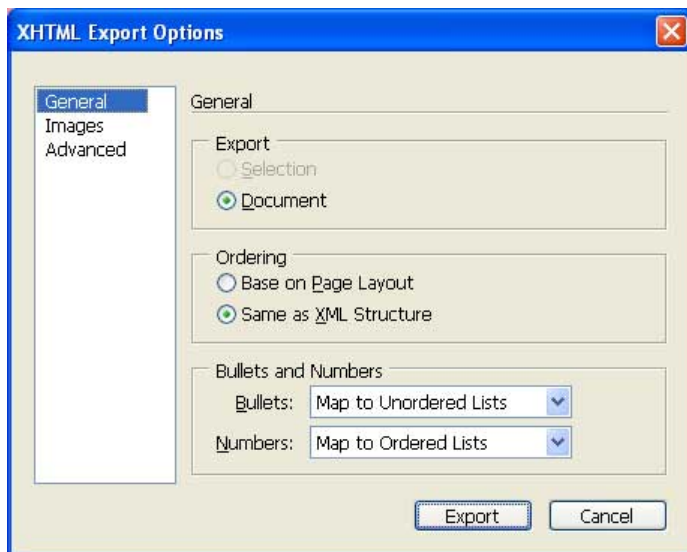 XHTML Export Options
General
Images
Advanced
General
Export
Selection
Document
Ordering
Base on Page Layout
Same as XML Structure
Bullets and Numbers
Bullets: Map to Unordered Lists
Numbers: Map to Ordered Lists
Export Cancel